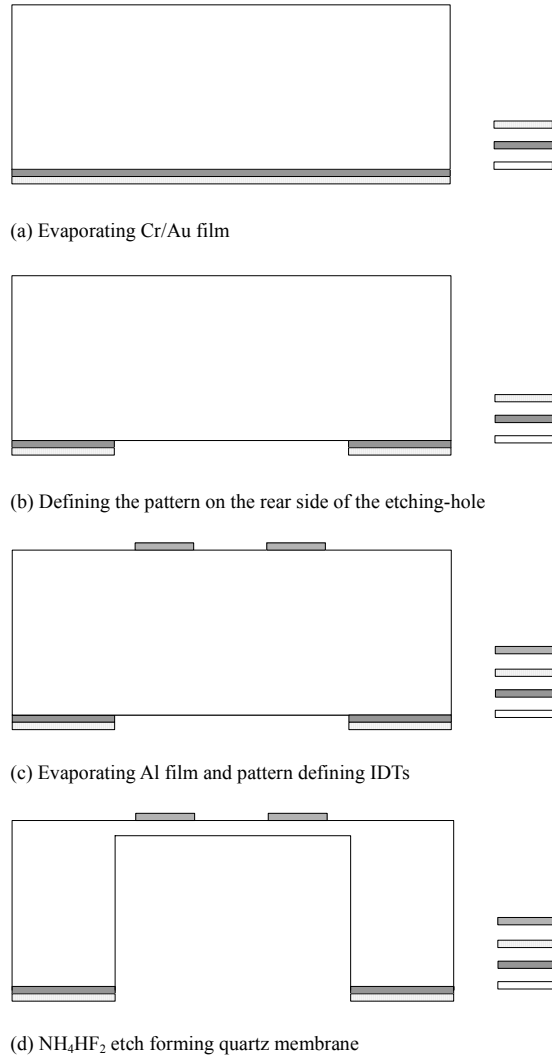 (a) Evaporating Cr/Au film
(b) Defining the pattern on the rear side of the etching-hole
(c) Evaporating Al film and pattern defining IDTs
(d) NH₄HF₂ etch forming quartz membrane